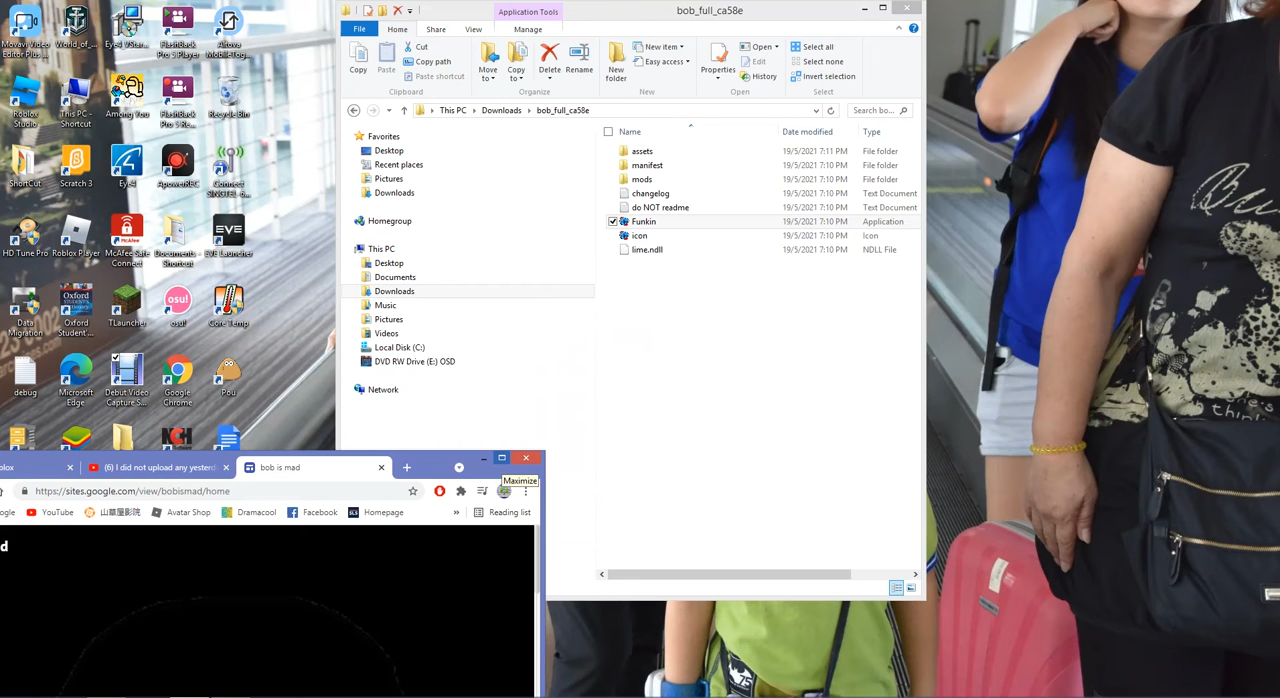 bob_full_ca58e
Application Tools
File
Home
Share
View
Manage
Copy
Paste
Cut
Copy path
Paste shortcut
Clipboard
Move to
Copy to
Delete
Rename
Organize
New folder
New item
Easy access
New
Properties
Open
Edit
History
Open
Select all
Select none
Invert selection
Select
This PC
Downloads
bob_full_ca58e
Search bo...
Favorites
Desktop
Recent places
Pictures
Downloads
Homegroup
This PC
Desktop
Documents
Downloads
Music
Pictures
Videos
Local Disk (C:)
DVD RW Drive (E:) OSD
Network
Name Date modified Type
assets 19/5/2021 7:11 PM File folder
manifest 19/5/2021 7:10 PM File folder
mods 19/5/2021 7:10 PM File folder
changelog 19/5/2021 7:10 PM Text Document
do NOT readme 19/5/2021 7:10 PM Text Document
Funkin 19/5/2021 7:10 PM Application
icon 19/5/2021 7:10 PM Icon
lime.ndll 19/5/2021 7:10 PM NDLL File
Movavi Video Editor Plus ...
World_of_...
Eye4 VStar...
FlashBack Pro 5 Player
Altova MobileTog...
Roblox Studio
This PC - Shortcut
Among You
FlashBack Pro 5 Re...
Recycle Bin
ShortCut
Scratch 3
Eye4
ApowerREC
Connect SINGTEL-6...
HD Tune Pro
Roblox Player
McAfee Safe Connect
Documents - Shortcut
EVE Launcher
Data Migration
Oxford Student'...
TLauncher
osu!
Core Temp
debug
Microsoft Edge
Debut Video Capture S...
Google Chrome
Pou
NCH
olox
(6) I did not upload any yesterd
bob is mad
Maximize
https://sites.google.com/view/bobismad/home
ogle
YouTube
山草屋影院
Avatar Shop
Dramacool
Facebook
Homepage
»
Reading list
d